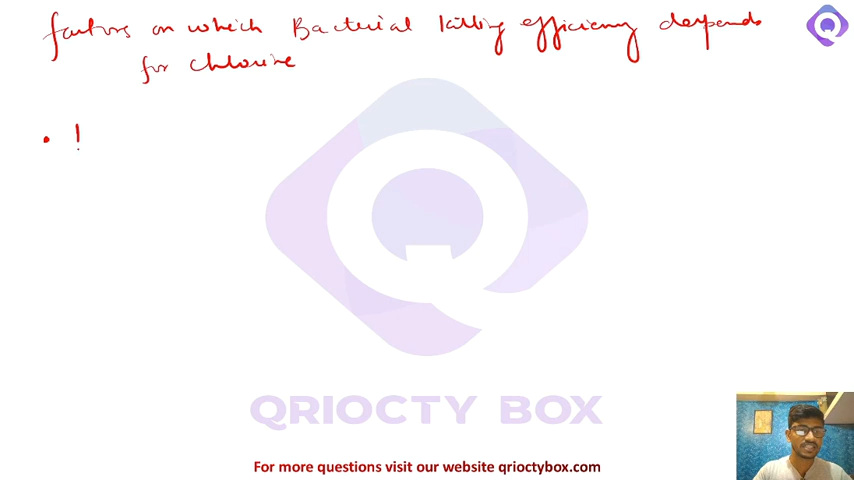 factors on which Bacterial killing efficiency depends
for chlorine
QRIOCTY BOX
For more questions visit our website qrioctybox.com